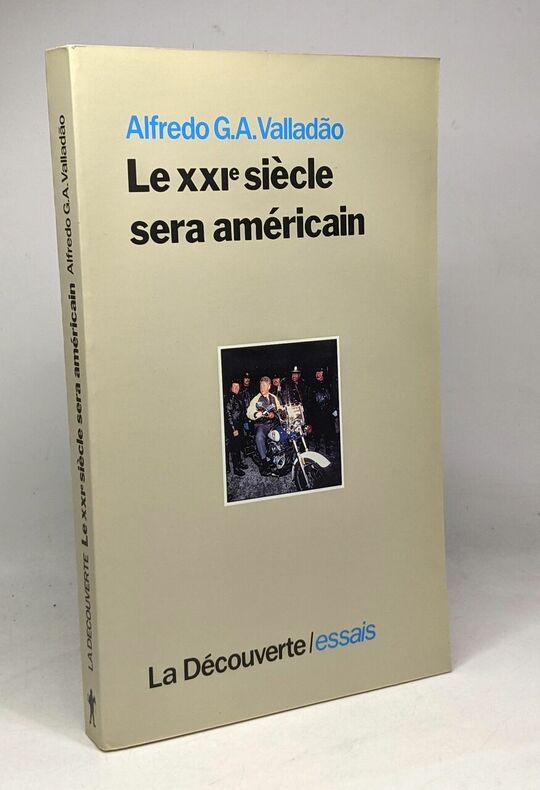 Alfredo G.A. Valladão
Le XXIe siècle
sera américain
La Découverte/essais
LA DÉCOUVERTE Le XXIe siècle sera américain Alfredo G.A. Valladão